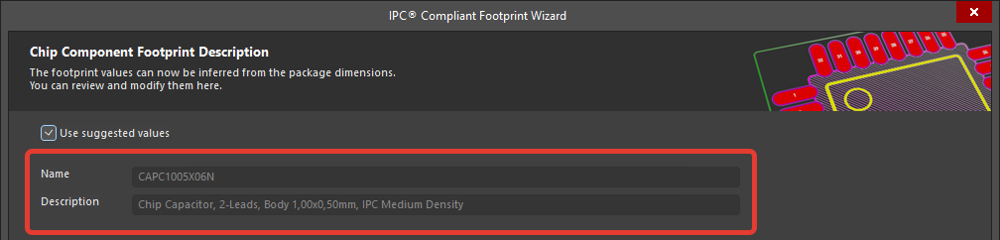 IPC® Compliant Footprint Wizard
Chip Component Footprint Description
The footprint values can now be inferred from the package dimensions.
You can review and modify them here.
Use suggested values
Name CAPC1005X06N
Description Chip Capacitor, 2-Leads, Body 1,00x0,50mm, IPC Medium Density